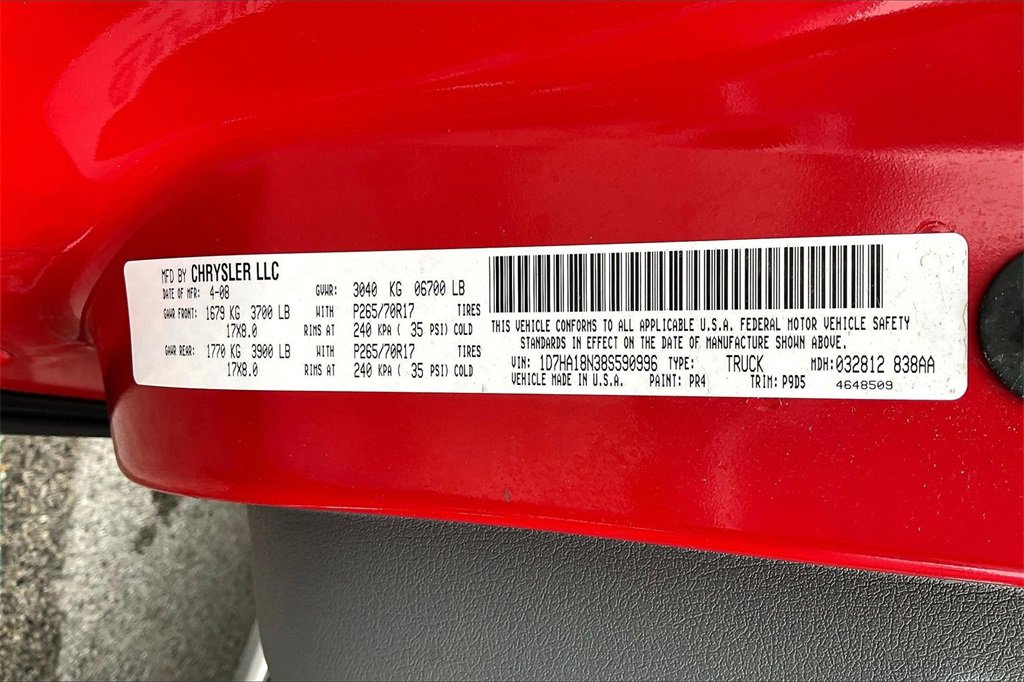 MFD BY CHRYSLER LLC
DATE OF MFR: 4-08 GVWR: 3040 KG 06700 LB
GAWR FRONT: 1679 KG 3700 LB WITH P265/70R17 TIRES
17X8.0 RIMS AT 240 KPA ( 35 PSI) COLD
GAWR REAR: 1770 KG 3900 LB WITH P265/70R17 TIRES
17X8.0 RIMS AT 240 KPA ( 35 PSI) COLD
THIS VEHICLE CONFORMS TO ALL APPLICABLE U.S.A. FEDERAL MOTOR VEHICLE SAFETY
STANDARDS IN EFFECT ON THE DATE OF MANUFACTURE SHOWN ABOVE.
VIN: 1D7HA18N38S590996 TYPE: TRUCK MDH: 032812 838AA
VEHICLE MADE IN U.S.A. PAINT: PR4 TRIM: P9D5 4648509